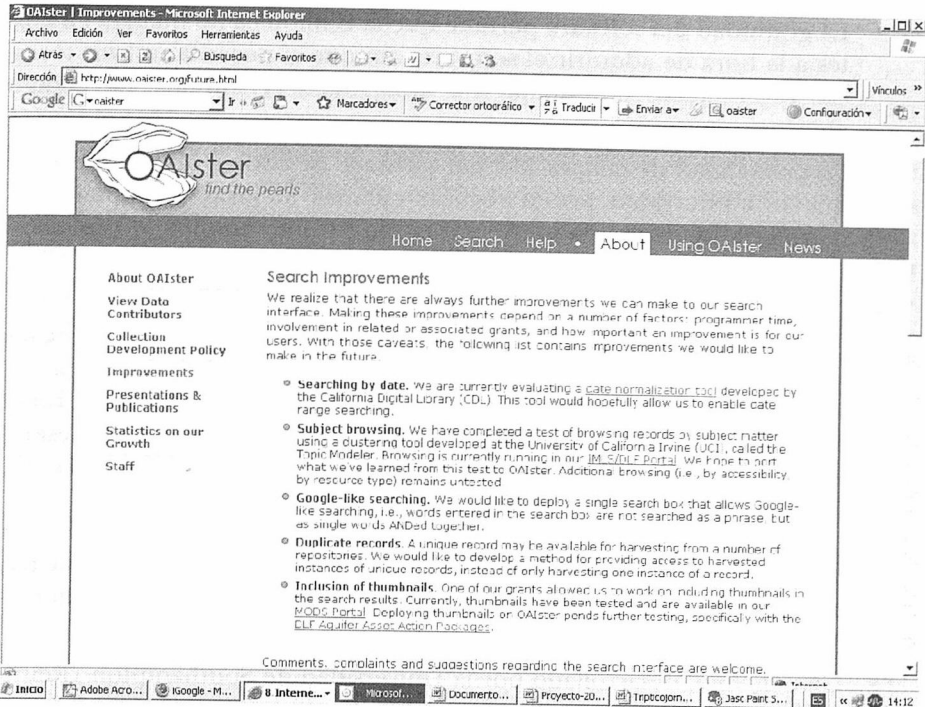 OAIster | Improvements - Microsoft Internet Explorer
Archivo Edición Ver Favoritos Herramientas Ayuda
Atrás Búsqueda Favoritos
Dirección http://www.oaister.org/future.html Vínculos »
Google G oaister Ir Marcadores Corrector ortográfico Traducir Enviar a oaster Configuración
OAIster
find the pearls
Home Search Help • About Using OAIster News
About OAIster
View Data
Contributors
Collection
Development Policy
Improvements
Presentations &
Publications
Statistics on our
Growth
Staff
Search Improvements
We realize that there are always further improvements we can make to our search
interface. Making these improvements depend on a number of factors: programmer time,
involvement in related or associated grants, and how important an improvement is for our
users. With those caveats, the following list contains improvements we would like to
make in the future.
Searching by date. We are currently evaluating a date normalization tool developed by
the California Digital Library (CDL). This tool would hopefully allow us to enable date
range searching.
Subject browsing. We have completed a test of browsing records by subject matter
using a clustering tool developed at the University of California Irvine (UCI), called the
Topic Modeler. Browsing is currently running in our IMLS/DLF Portal. We hope to port
what we've learned from this test to OAIster. Additional browsing (i.e., by accessibility,
by resource type) remains untested.
Google-like searching. We would like to deploy a single search box that allows Google-
like searching, i.e., words entered in the search box are not searched as a phrase, but
as single words ANDed together.
Duplicate records. A unique record may be available for harvesting from a number of
repositories. We would like to develop a method for providing access to harvested
instances of unique records, instead of only harvesting one instance of a record.
Inclusion of thumbnails. One of our grants allowed us to work on including thumbnails in
the search results. Currently, thumbnails have been tested and are available in our
MODS Portal. Deploying thumbnails on OAIster pends further testing, specifically with the
DLF Aquifer Asset Action Packages.
Comments, complaints and suggestions regarding the search interface are welcome.
Inicio Adobe Acro... iGoogle - M... 8 Interne... Microsof... Documento... Proyecto-20... Tripticojorn... Jasc Paint S... ES « 14:12